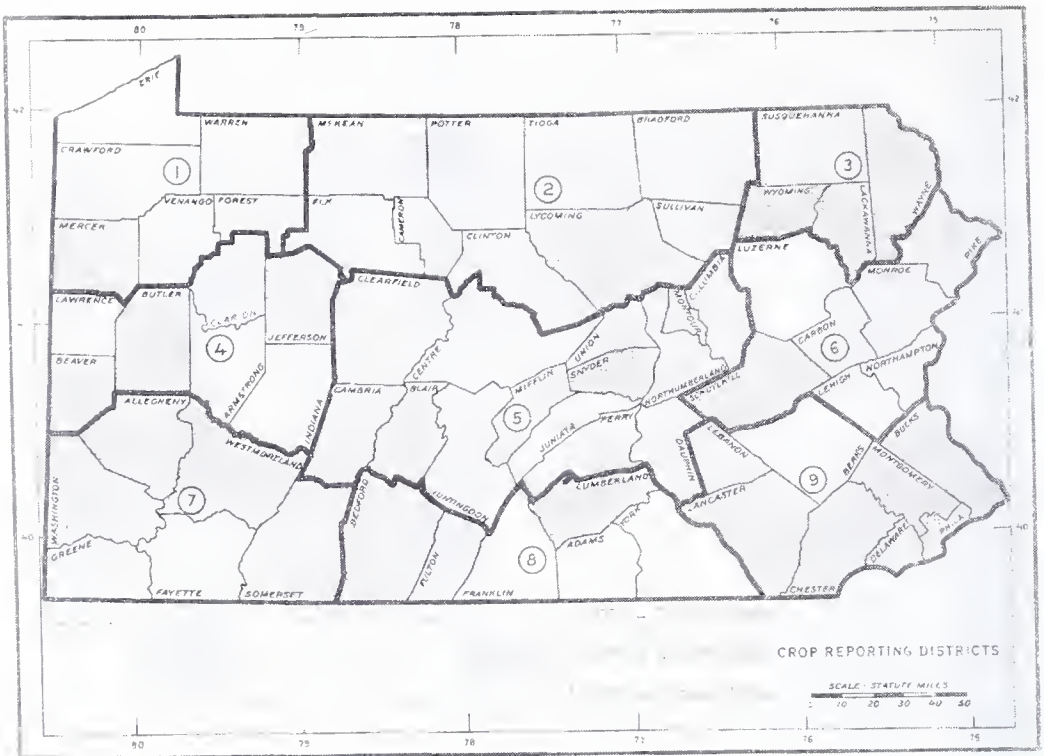 80 79 78 77 76 75
42 42
ERIE
WARREN McKEAN POTTER TIOGA BRADFORD SUSQUEHANNA
CRAWFORD
1 2 3
WYOMING
VENANGO FOREST ELK CAMERON LYCOMING SULLIVAN LACKAWANNA WAYNE
MERCER
CLINTON PIKE
LUZERNE
COLUMBIA
MONROE
CLEARFIELD
LAWRENCE BUTLER
MONTOUR
41
CLARION
JEFFERSON UNION CARBON
4 6
BEAVER CENTRE SNYDER NORTHAMPTON
MIFFLIN
ARMSTRONG CAMBRIA BLAIR NORTHUMBERLAND LEHIGH
ALLEGHENY SCHUYLKILL
5 PERRY BUCKS
INDIANA JUNIATA LEBANON
WESTMORELAND DAUPHIN BERKS MONTGOMERY
CUMBERLAND
7 BEDFORD HUNTINGDON LANCASTER 9
WASHINGTON YORK
40 40
GREENE ADAMS DELAWARE PHILA
8
FULTON
FAYETTE SOMERSET FRANKLIN CHESTER
CROP REPORTING DISTRICTS
SCALE - STATUTE MILES
10 20 30 40 50
80 79 78 77 76 75